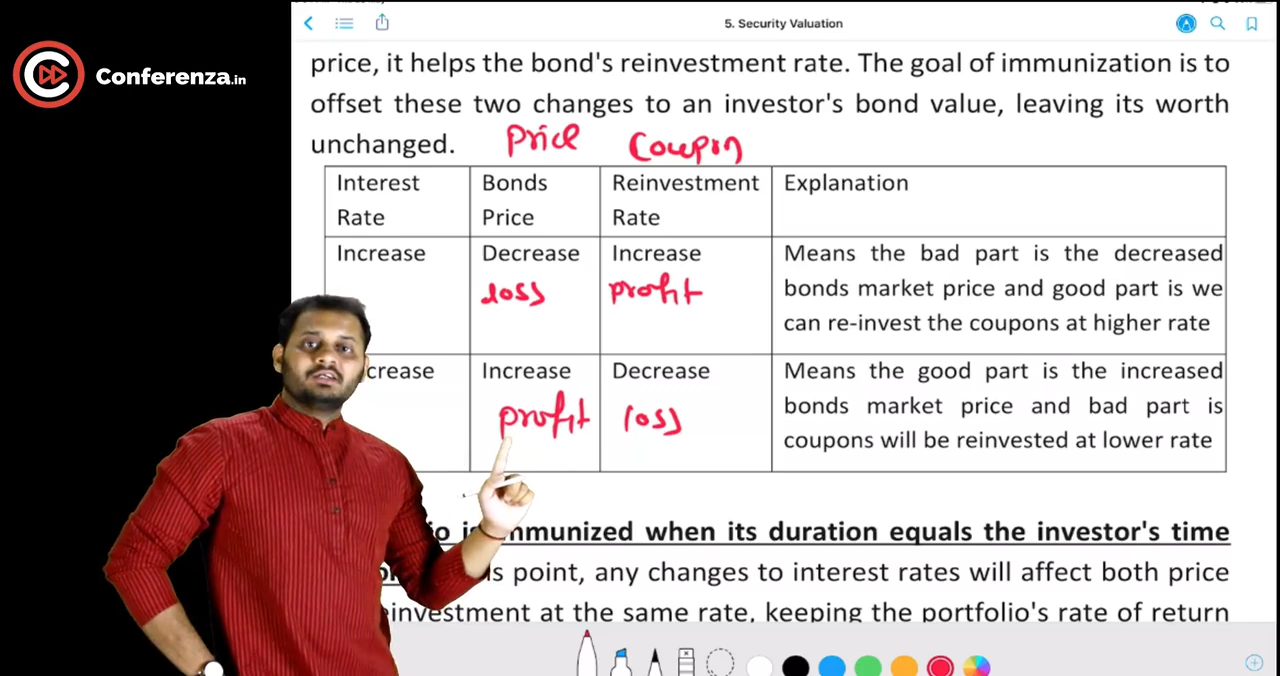 5. Security Valuation
Conferenza.in
price, it helps the bond's reinvestment rate. The goal of immunization is to
offset these two changes to an investor's bond value, leaving its worth
unchanged.
Price Coupon
Interest Rate
Bonds Price
Reinvestment Rate
Explanation
Increase
Decrease
loss
Increase
profit
Means the bad part is the decreased
bonds market price and good part is we
can re-invest the coupons at higher rate
crease
Increase
profit
Decrease
loss
Means the good part is the increased
bonds market price and bad part is
coupons will be reinvested at lower rate
o is immunized when its duration equals the investor's time
s point, any changes to interest rates will affect both price
einvestment at the same rate, keeping the portfolio's rate of return